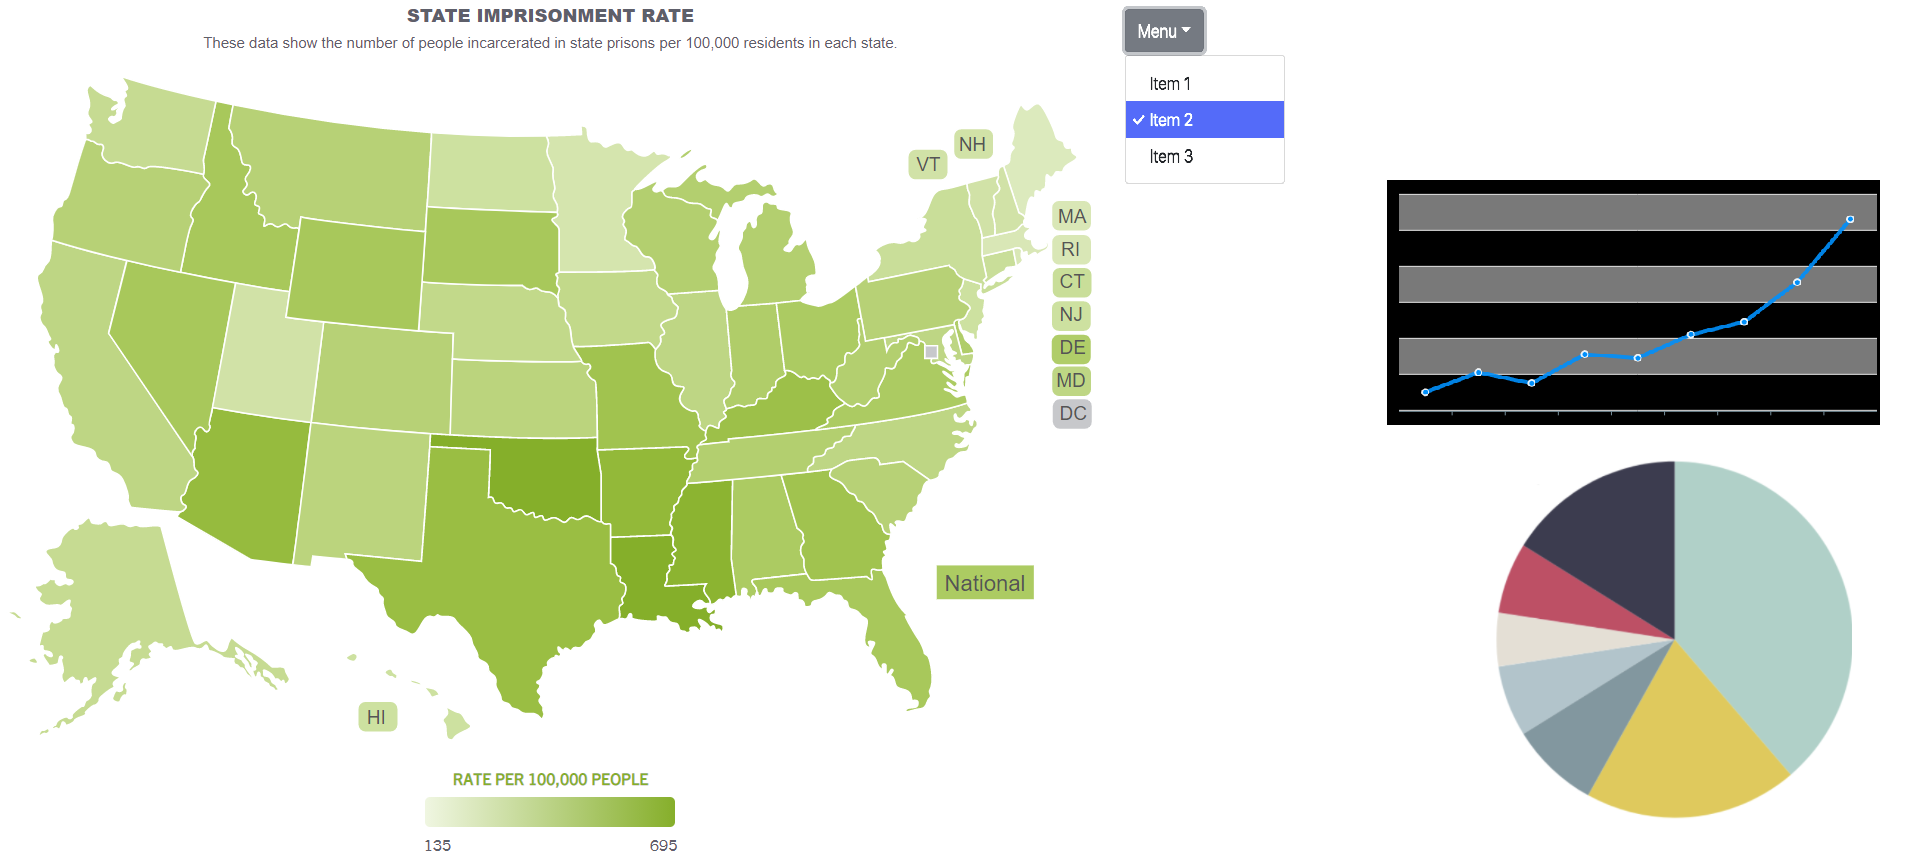 STATE IMPRISONMENT RATE
These data show the number of people incarcerated in state prisons per 100,000 residents in each state.
Menu
Item 1
Item 2
Item 3
NH
VT
MA
RI
CT
NJ
DE
MD
DC
National
HI
RATE PER 100,000 PEOPLE
135 695